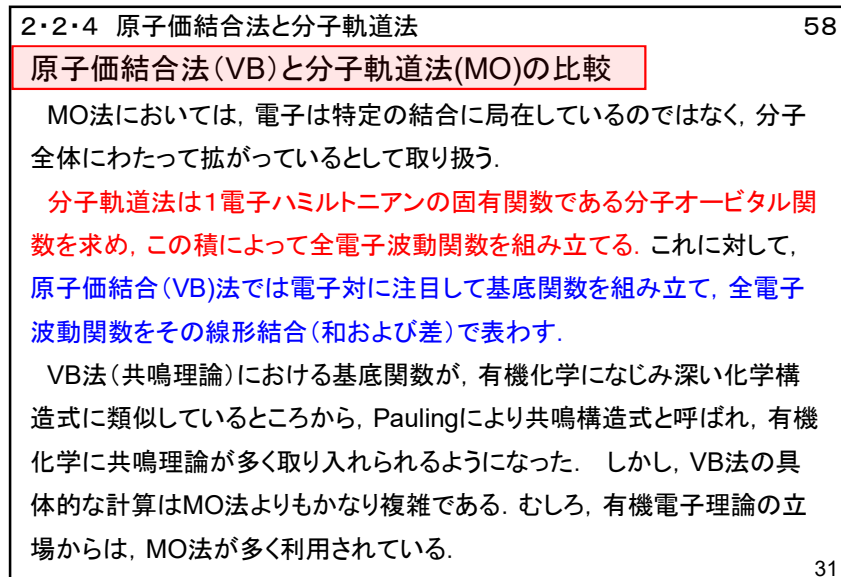 2・2・4 原子価結合法と分子軌道法 58
原子価結合法(VB)と分子軌道法(MO)の比較
MO法においては, 電子は特定の結合に局在しているのではなく, 分子
全体にわたって拡がっているとして取り扱う.
分子軌道法は1電子ハミルトニアンの固有関数である分子オービタル関
数を求め, この積によって全電子波動関数を組み立てる. これに対して,
原子価結合(VB)法では電子対に注目して基底関数を組み立て, 全電子
波動関数をその線形結合(和および差)で表わす.
VB法(共鳴理論)における基底関数が, 有機化学になじみ深い化学構
造式に類似しているところから, Paulingにより共鳴構造式と呼ばれ, 有機
化学に共鳴理論が多く取り入れられるようになった. しかし, VB法の具
体的な計算はMO法よりもかなり複雑である. むしろ, 有機電子理論の立
場からは, MO法が多く利用されている.
31